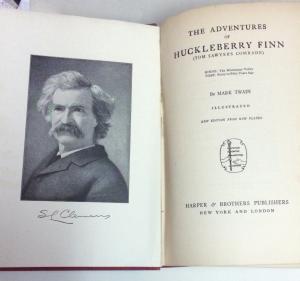 S L Clemens
THE ADVENTURES
OF
HUCKLEBERRY FINN
(TOM SAWYER'S COMRADE)
SCENE: The Mississippi Valley
TIME: Forty to Fifty Years Ago
By MARK TWAIN
ILLUSTRATED
NEW EDITION FROM NEW PLATES
HARPER & BROTHERS PUBLISHERS
NEW YORK AND LONDON